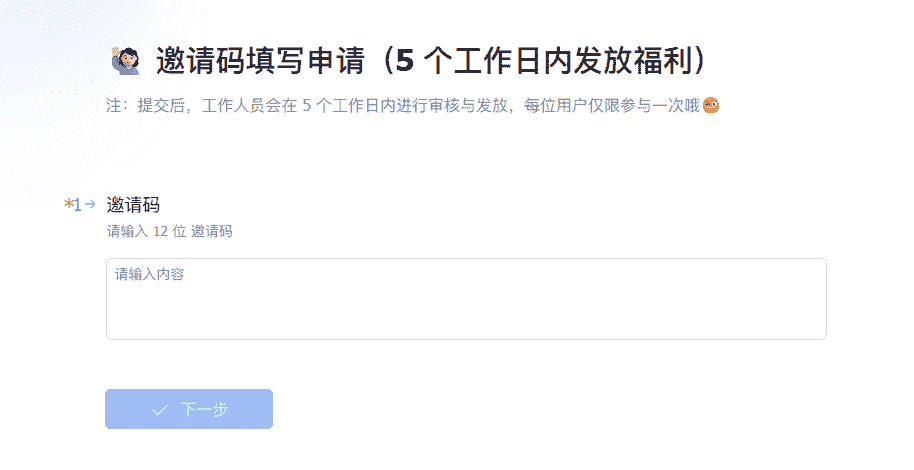 邀请码填写申请（5 个工作日内发放福利）
注：提交后，工作人员会在 5 个工作日内进行审核与发放，每位用户仅限参与一次哦
*1→ 邀请码
请输入 12 位 邀请码
请输入内容
下一步